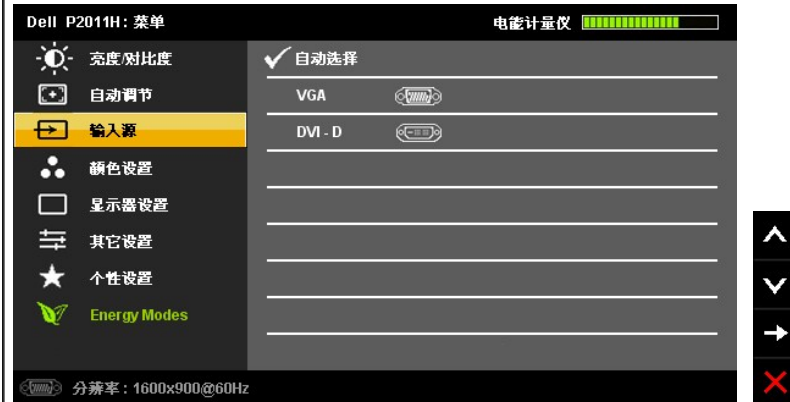 Dell P2011H: 菜单 电能计量仪
亮度/对比度
自动选择
自动调节
VGA
输入源
DVI - D
颜色设置
显示器设置
其它设置
个性设置
Energy Modes
分辨率 : 1600x900@60Hz